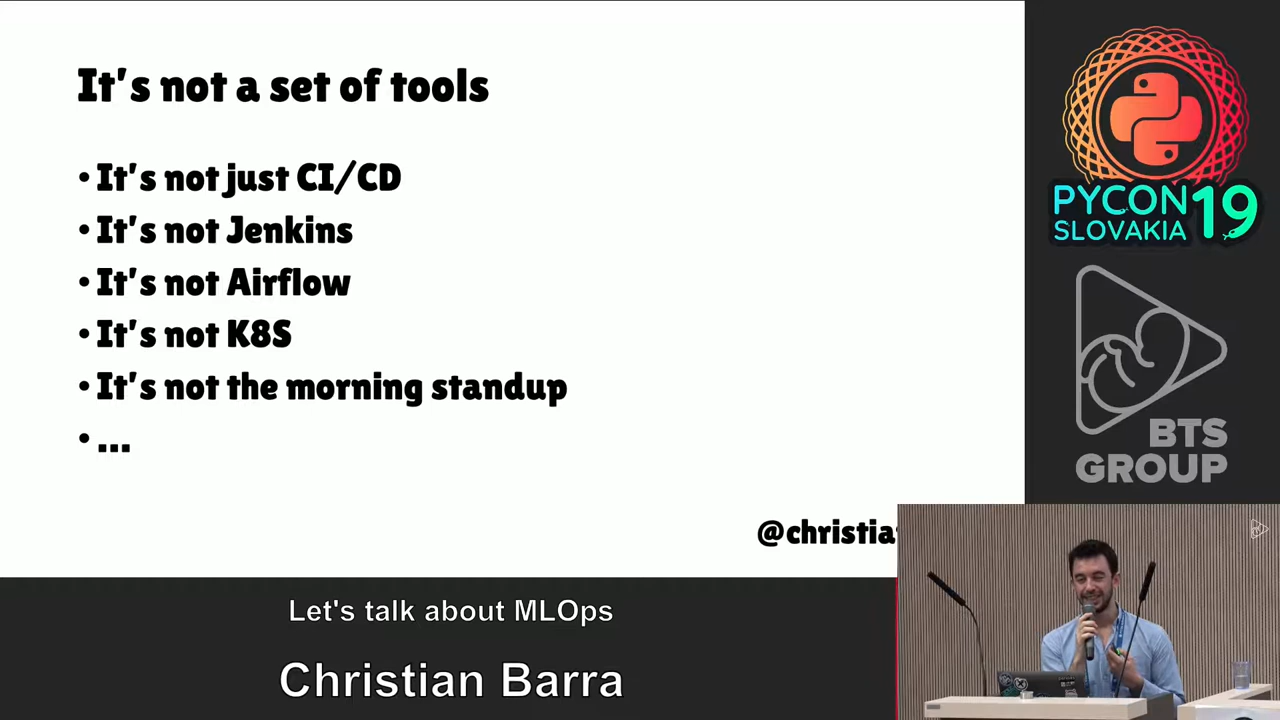 It's not a set of tools
• It's not just CI/CD
• It's not Jenkins
• It's not Airflow
• It's not K8S
• It's not the morning standup
• ...
@christia
Let's talk about MLOps
Christian Barra
PYCON 19
SLOVAKIA
BTS
GROUP